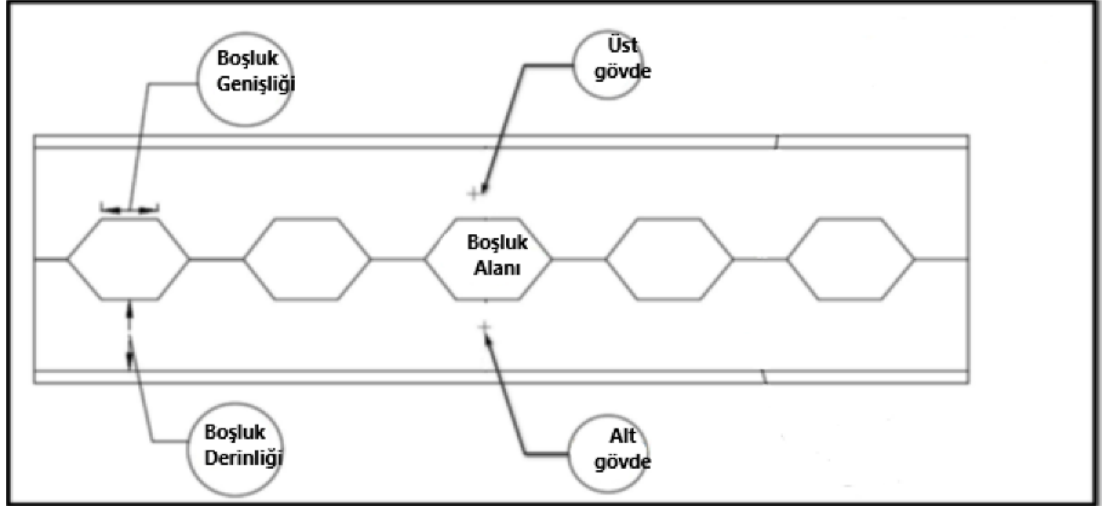 Boşluk
Genişliği
Üst
gövde
Boşluk
Alanı
Boşluk
Derinliği
Alt
gövde